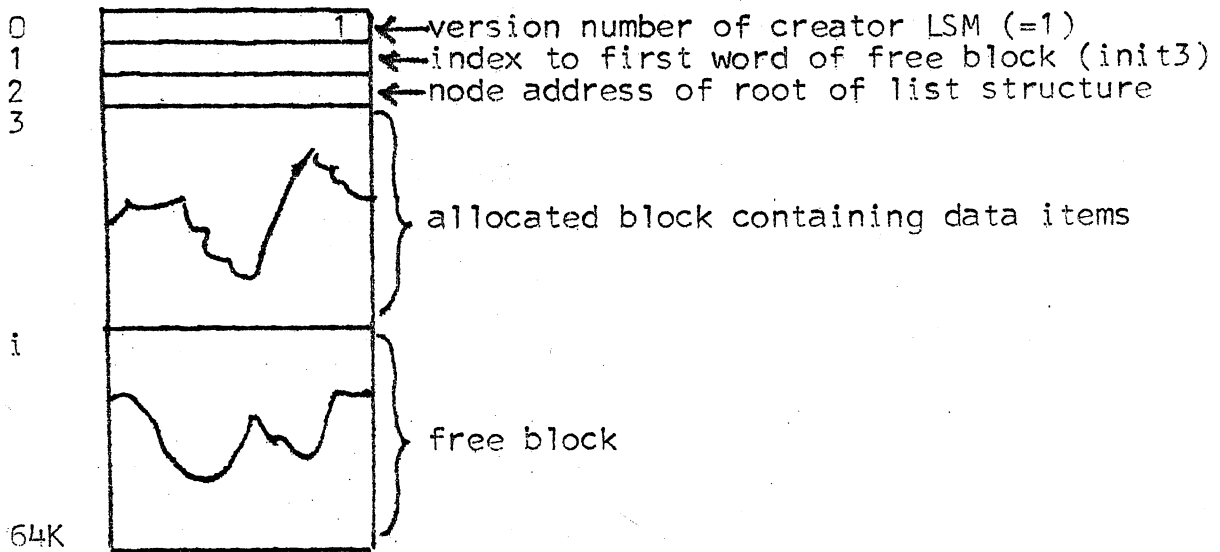 0 1 version number of creator LSM (=1)
1 index to first word of free block (init3)
2 node address of root of list structure
3
allocated block containing data items
i
free block
64K